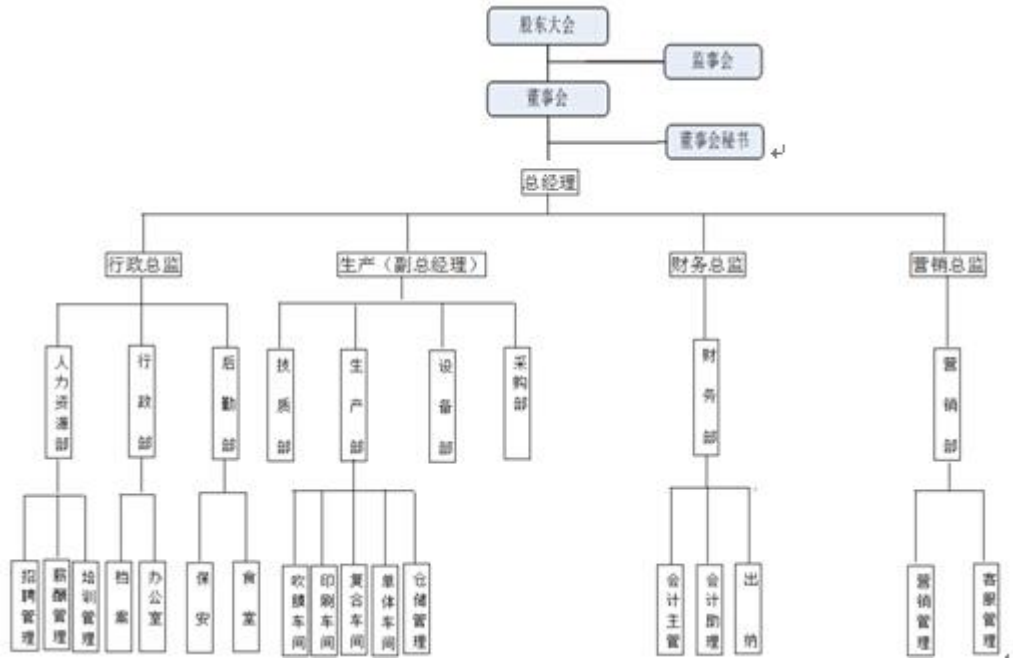 股东大会
监事会
董事会
董事会秘书
总经理
行政总监
生产（副总经理）
财务总监
营销总监
人力资源部
行政部
后勤部
技质部
生产部
设备部
采购部
财务部
营销部
招聘管理
薪酬管理
培训管理
档案
办公室
保安
食堂
吹膜车间
印刷车间
复合车间
单体车间
仓储管理
会计主管
会计助理
出纳
营销管理
客服管理